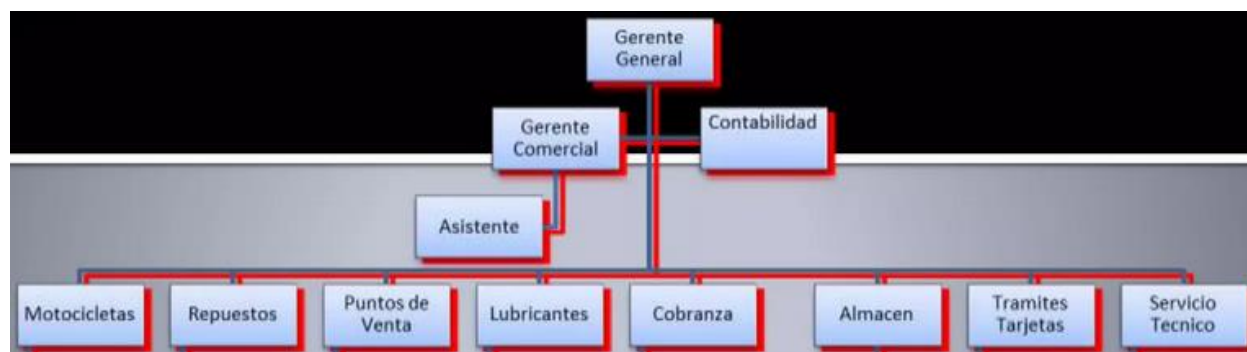 Gerente
General
Gerente
Comercial
Contabilidad
Asistente
Motocicletas
Repuestos
Puntos de
Venta
Lubricantes
Cobranza
Almacen
Tramites
Tarjetas
Servicio
Tecnico